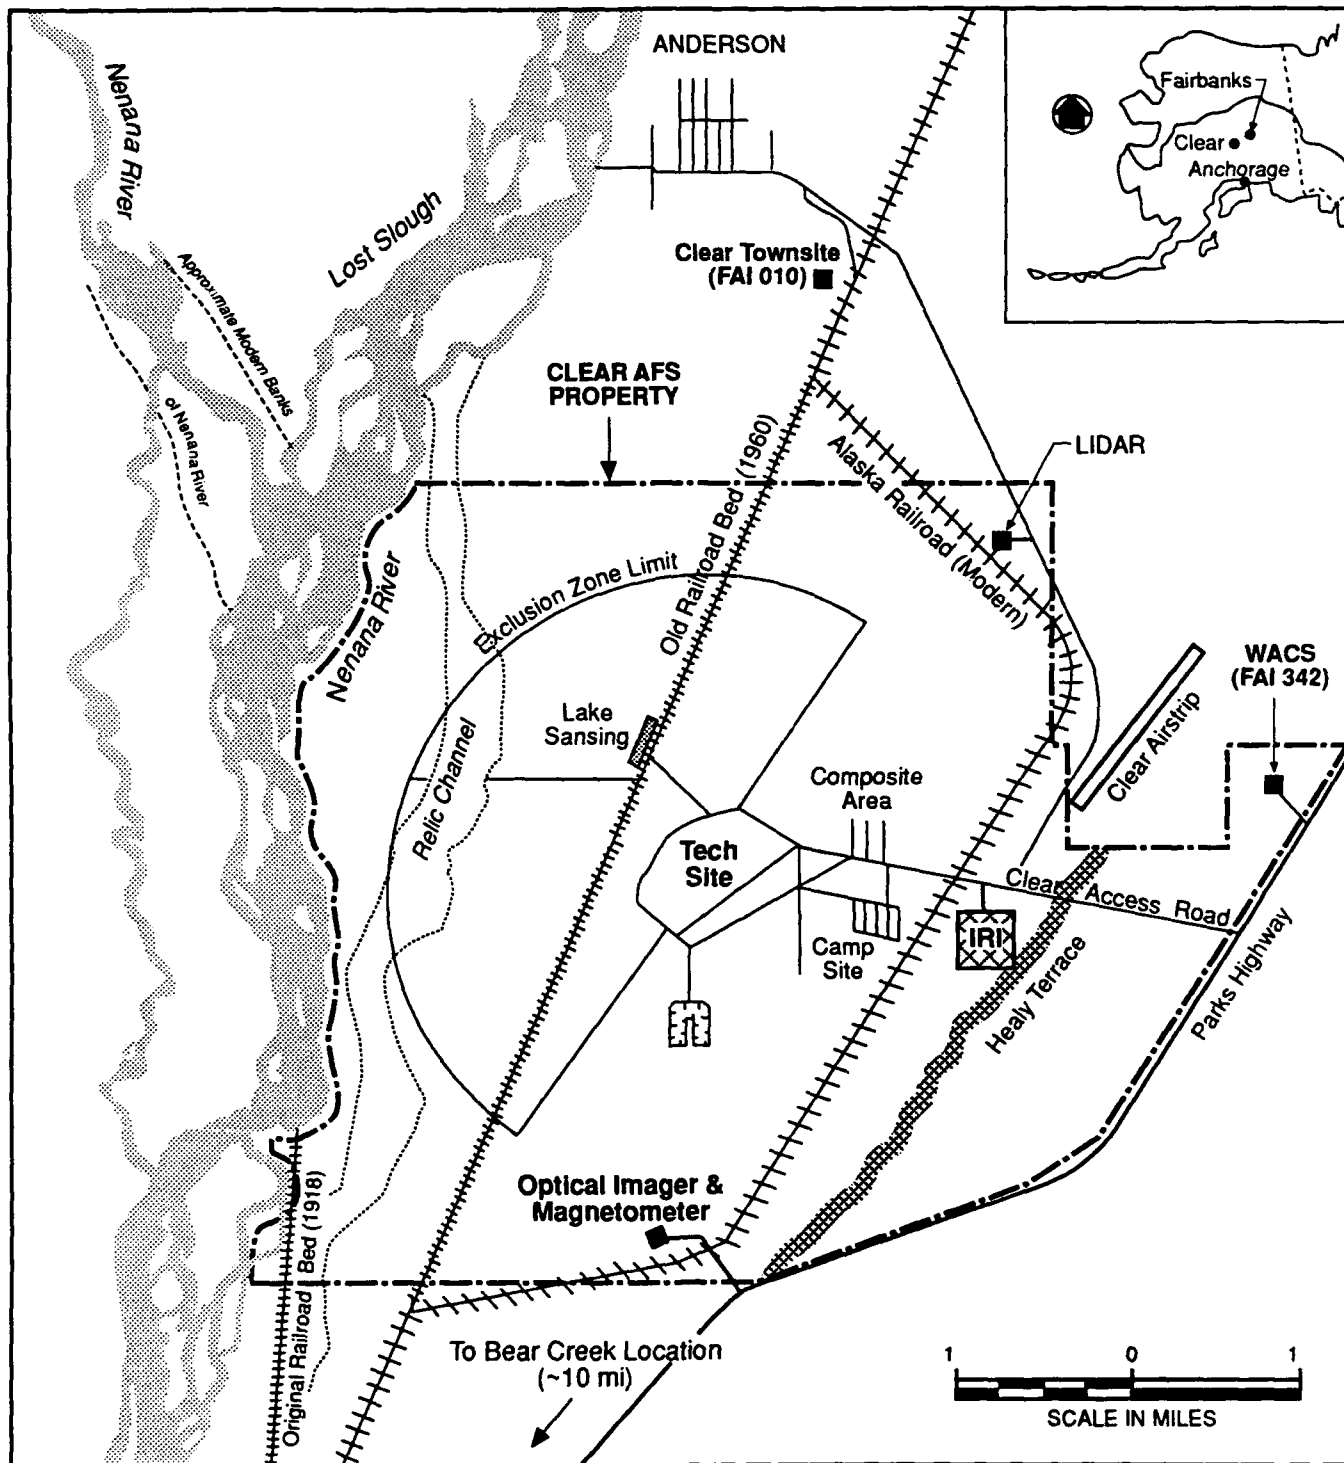 ANDERSON
Fairbanks
Clear
Anchorage
Nenana River
Lost Slough
Approximate Modern Banks
of Nenana River
Clear Townsite
(FAI 010)
CLEAR AFS
PROPERTY
LIDAR
Alaska Railroad (Modern)
Old Railroad Bed (1960)
Exclusion Zone Limit
Nenana River
WACS
(FAI 342)
Clear Airstrip
Lake
Sansing
Relic Channel
Composite
Area
Tech
Site
Clear Access Road
IRI
Camp
Site
Healy Terrace
Parks Highway
Optical Imager &
Magnetometer
Original Railroad Bed (1918)
To Bear Creek Location
(~10 mi)
1 0 1
SCALE IN MILES